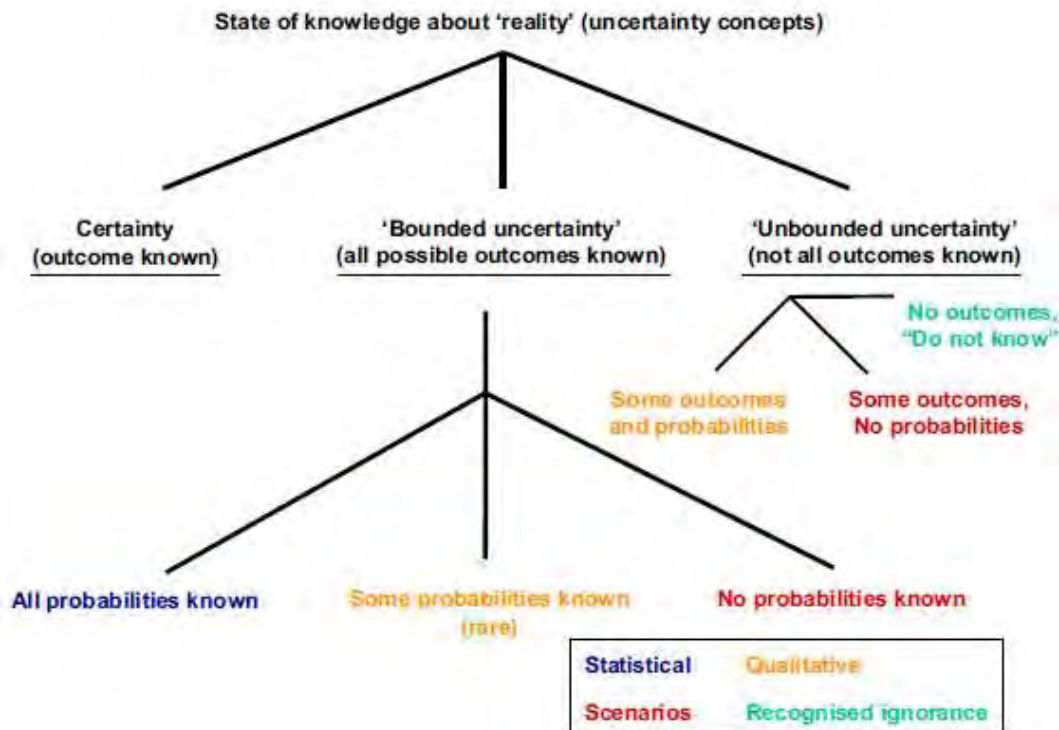 State of knowledge about ‘reality’ (uncertainty concepts)
Certainty
(outcome known)
‘Bounded uncertainty’
(all possible outcomes known)
‘Unbounded uncertainty’
(not all outcomes known)
No outcomes,
“Do not know”
Some outcomes
and probabilities
Some outcomes,
No probabilities
All probabilities known
Some probabilities known
(rare)
No probabilities known
Statistical Qualitative
Scenarios Recognised ignorance